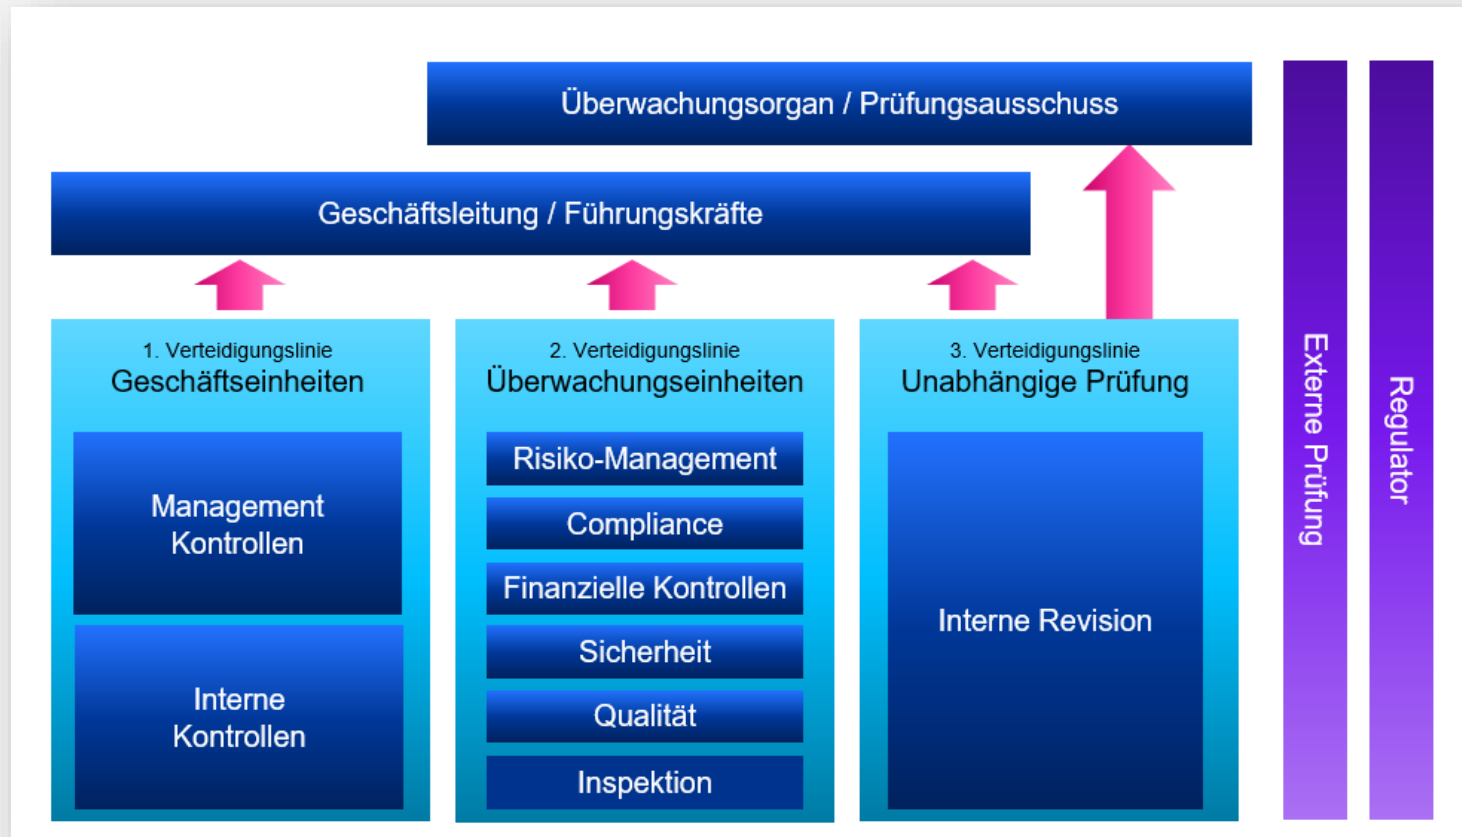 Überwachungsorgan / Prüfungsausschuss
Geschäftsleitung / Führungskräfte
1. Verteidigungslinie
Geschäftseinheiten
Management
Kontrollen
Interne
Kontrollen
2. Verteidigungslinie
Überwachungseinheiten
Risiko-Management
Compliance
Finanzielle Kontrollen
Sicherheit
Qualität
Inspektion
3. Verteidigungslinie
Unabhängige Prüfung
Interne Revision
Externe Prüfung
Regulator